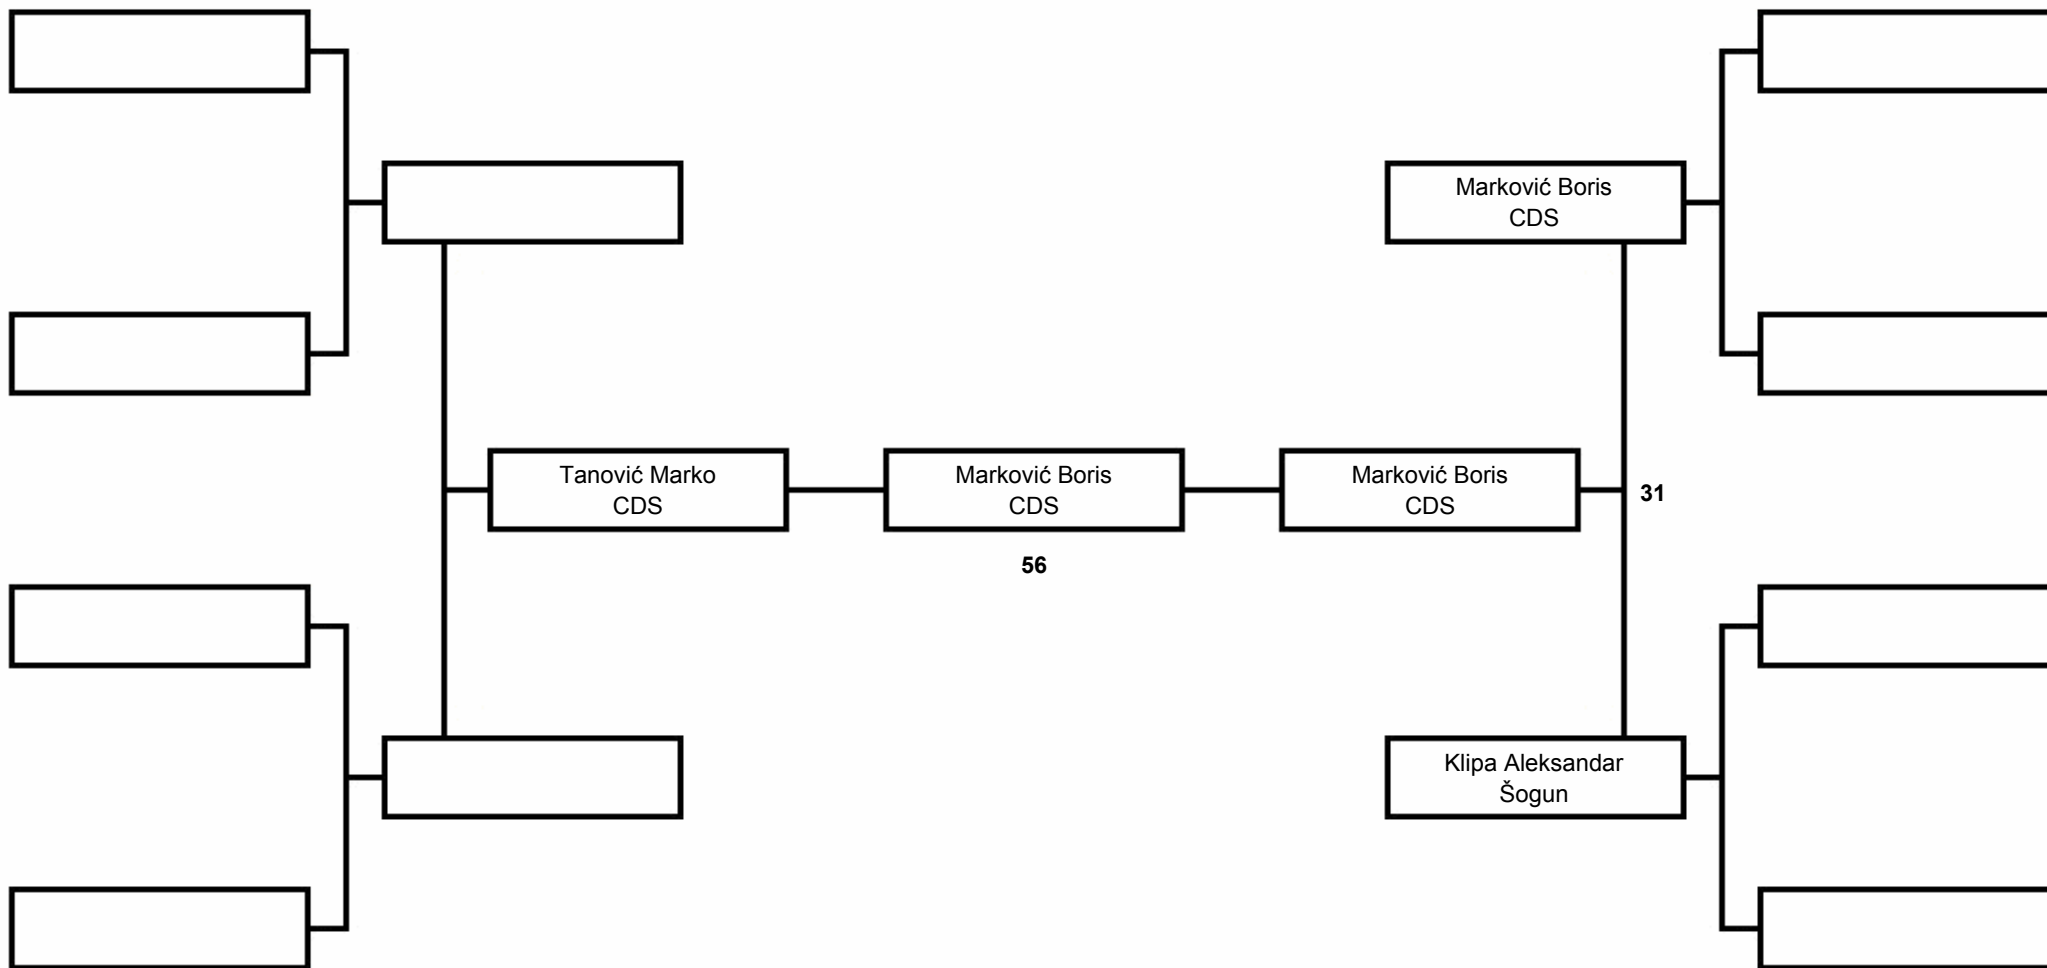 Marković Boris
CDS
Tanović Marko
CDS
Marković Boris
CDS
Marković Boris
CDS
31
56
Klipa Aleksandar
Šogun